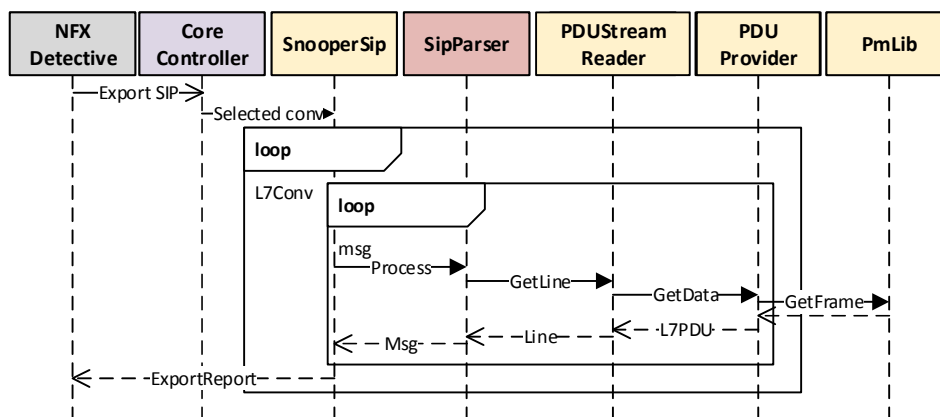 NFX
Detective
Core
Controller
SnooperSip
SipParser
PDUStream
Reader
PDU
Provider
PmLib
Export SIP
Selected conv
loop
L7Conv
loop
msg
Process
GetLine
GetData
GetFrame
L7PDU
Line
Msg
ExportReport